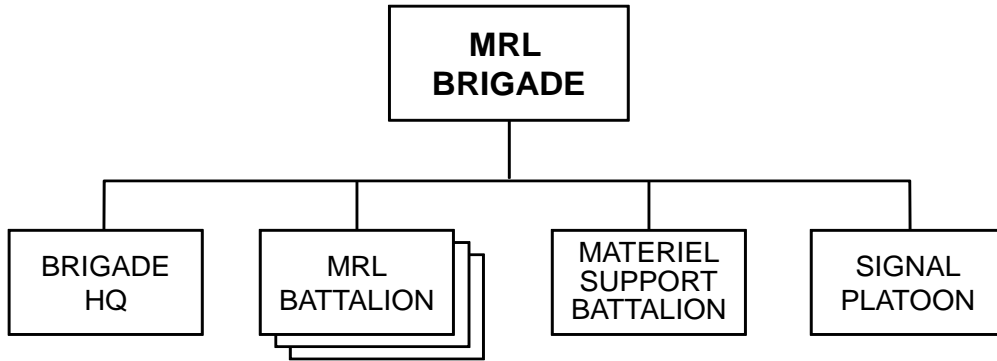 MRL
BRIGADE
BRIGADE
HQ
MRL
BATTALION
MATERIEL
SUPPORT
BATTALION
SIGNAL
PLATOON